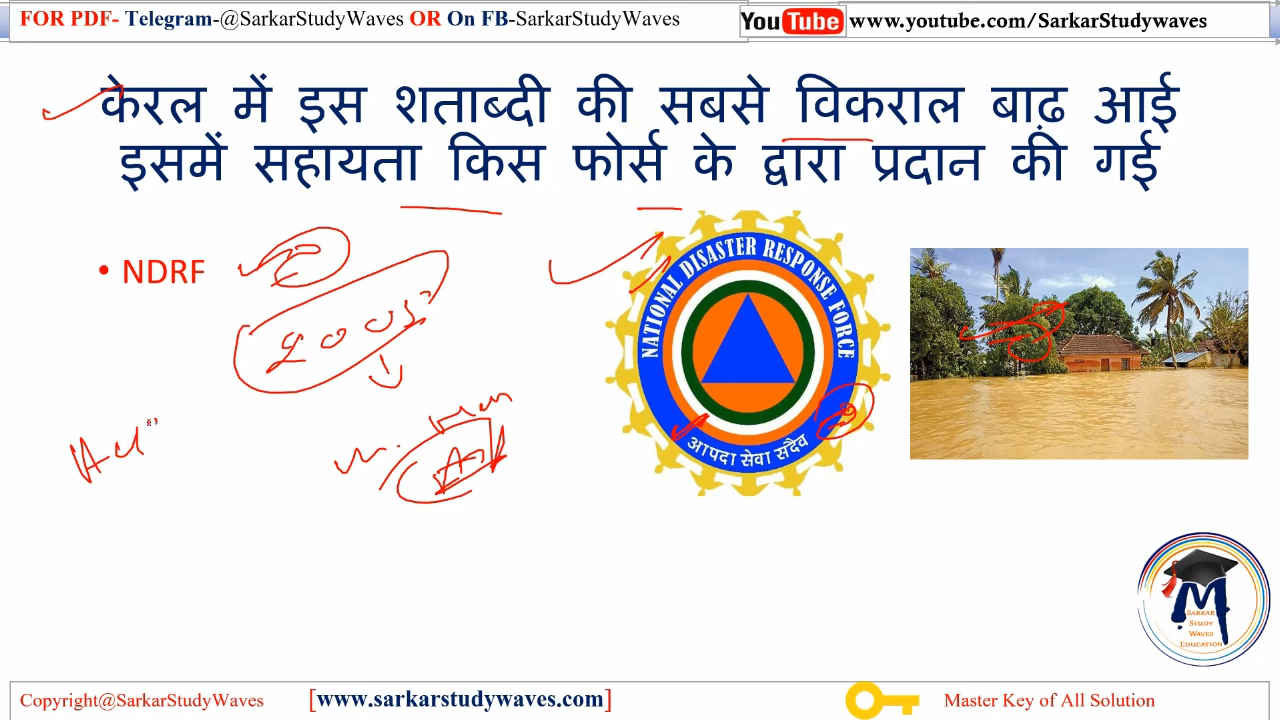 FOR PDF- Telegram-@SarkarStudyWaves OR On FB-SarkarStudyWaves
YouTube www.youtube.com/SarkarStudywaves
केरल में इस शताब्दी की सबसे विकराल बाढ़ आई
इसमें सहायता किस फोर्स के द्वारा प्रदान की गई
• NDRF
NATIONAL DISASTER RESPONSE FORCE
आपदा सेवा सदैव
SARKAR
STUDY
WAVES
EDUCATION
Copyright@SarkarStudyWaves
[www.sarkarstudywaves.com]
Master Key of All Solution